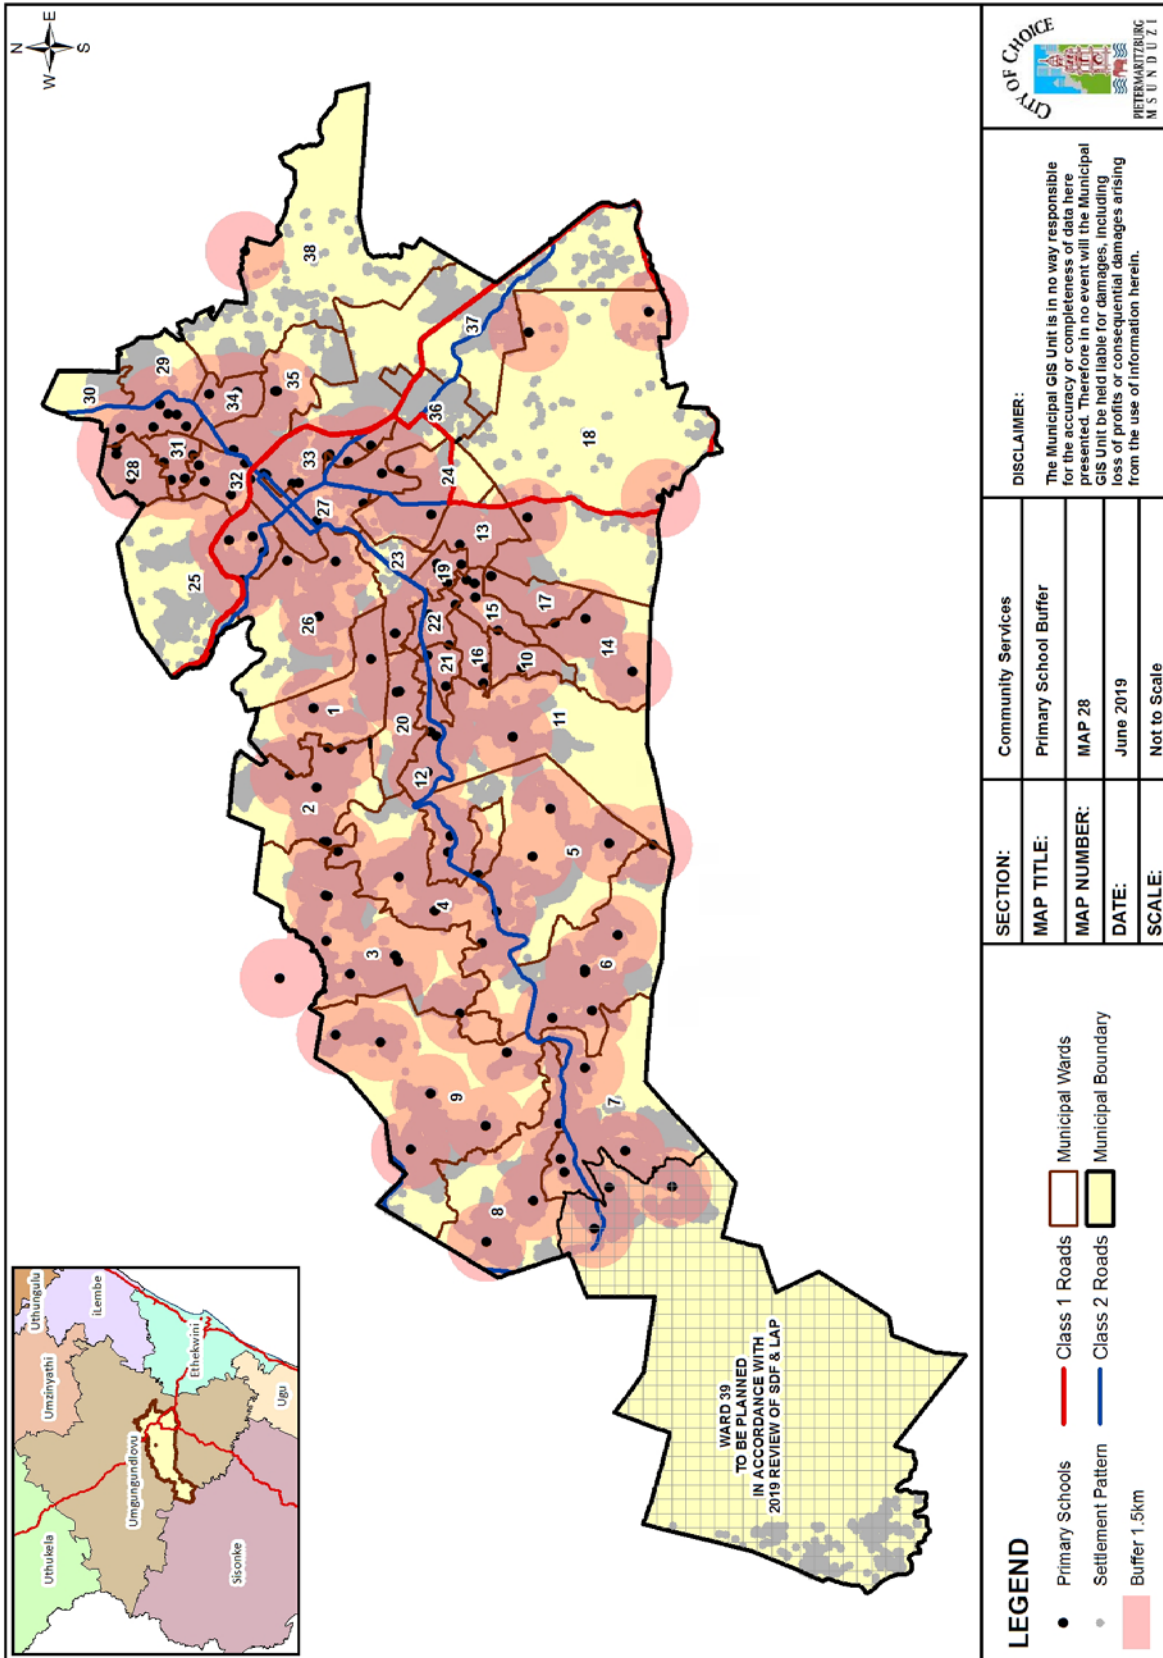 Uthukela
Umzinyathi
Uthungulu
iLembe
Umgungundlovu
Ethekwini
Sisonke
Ugu
N
W
E
S
30
29
28
31
34
35
38
32
33
25
27
26
36
37
24
23
13
18
19
22
15
17
1
20
21
16
10
14
2
12
11
3
4
5
6
9
7
8
WARD 39
TO BE PLANNED
IN ACCORDANCE WITH
2019 REVIEW OF SDF & LAP
LEGEND
Primary Schools
Class 1 Roads
Municipal Wards
Settlement Pattern
Class 2 Roads
Municipal Boundary
Buffer 1.5km
SECTION:
Community Services
MAP TITLE:
Primary School Buffer
MAP NUMBER:
MAP 28
DATE:
June 2019
SCALE:
Not to Scale
DISCLAIMER:
The Municipal GIS Unit is in no way responsible
for the accuracy or completeness of data here
presented. Therefore in no event will the Municipal
GIS Unit be held liable for damages, including
loss of profits or consequential damages arising
from the use of information herein.
CITY OF CHOICE
PIETERMARITZBURG
MSUNDUZI